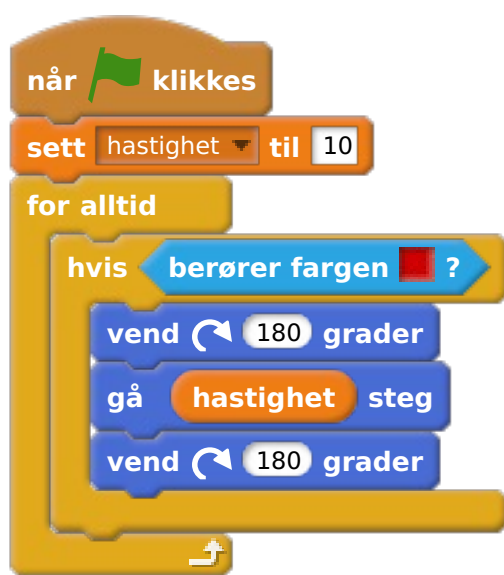 når klikkes
sett hastighet til 10
for alltid
hvis berører fargen ?
vend 180 grader
gå hastighet steg
vend 180 grader